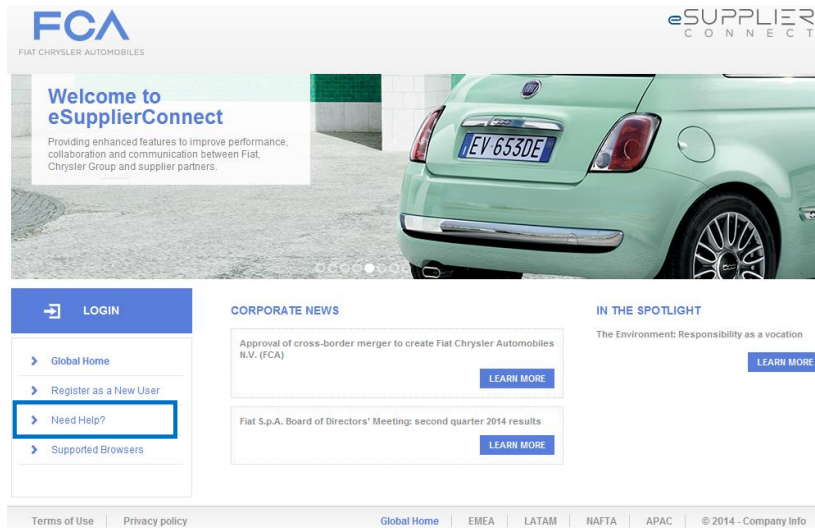 FCA
FIAT CHRYSLER AUTOMOBILES
eSUPPLIER
CONNECT
Welcome to
eSupplierConnect
Providing enhanced features to improve performance,
collaboration and communication between Fiat,
Chrysler Group and supplier partners.
EV 653DE
LOGIN
Global Home
Register as a New User
Need Help?
Supported Browsers
CORPORATE NEWS
Approval of cross-border merger to create Fiat Chrysler Automobiles
N.V. (FCA)
LEARN MORE
Fiat S.p.A. Board of Directors' Meeting: second quarter 2014 results
LEARN MORE
IN THE SPOTLIGHT
The Environment: Responsibility as a vocation
LEARN MORE
Terms of Use
Privacy policy
Global Home
EMEA
LATAM
NAFTA
APAC
© 2014 - Company Info